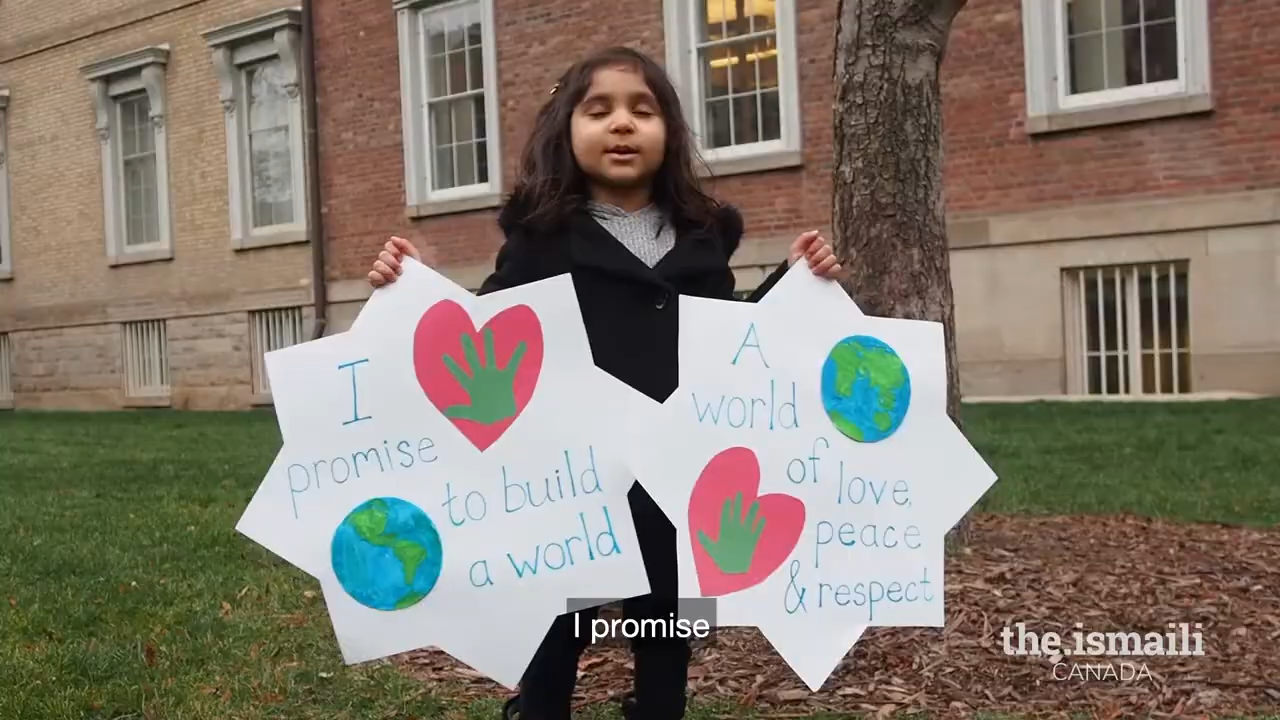 I
promise
to build
a world
A
world
of love,
peace
& respect
I promise
the.ismaili
CANADA